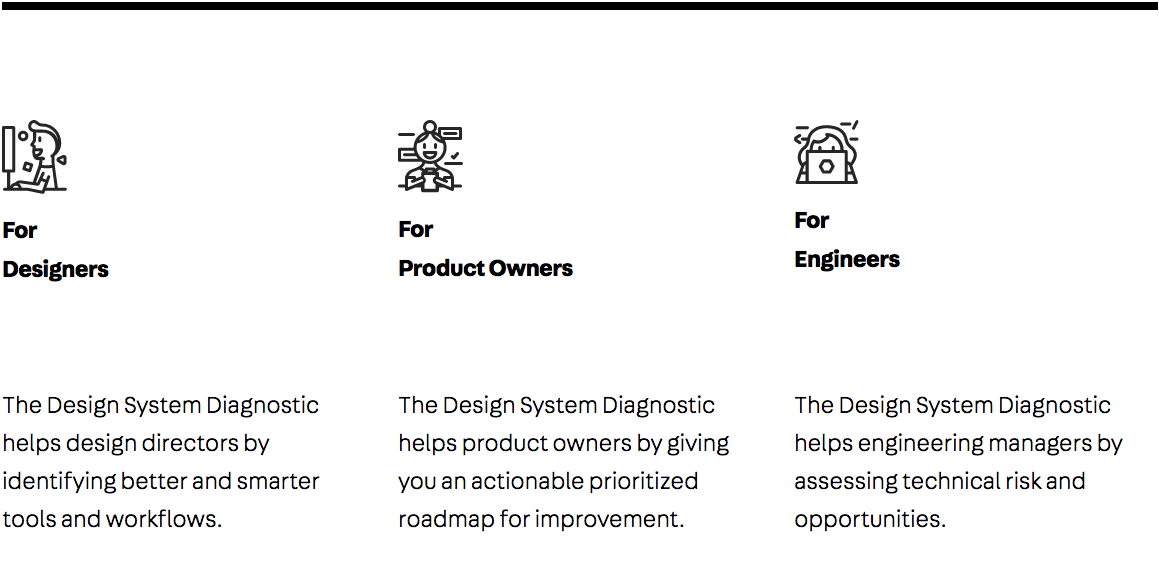 For
Designers
The Design System Diagnostic
helps design directors by
identifying better and smarter
tools and workflows.
For
Product Owners
The Design System Diagnostic
helps product owners by giving
you an actionable prioritized
roadmap for improvement.
For
Engineers
The Design System Diagnostic
helps engineering managers by
assessing technical risk and
opportunities.